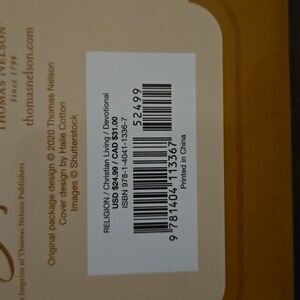 THOMAS NELSON
Since 1798
thomasnelson.com
Imprint of Thomas Nelson Publishers
Original package design © 2020 Thomas Nelson
Cover design by Halie Cotton
Images © Shutterstock
RELIGION / Christian Living / Devotional
USD $24.99 / CAD $31.00
ISBN 978-1-4041-1336-7
52499
9 781404 113367
Printed in China